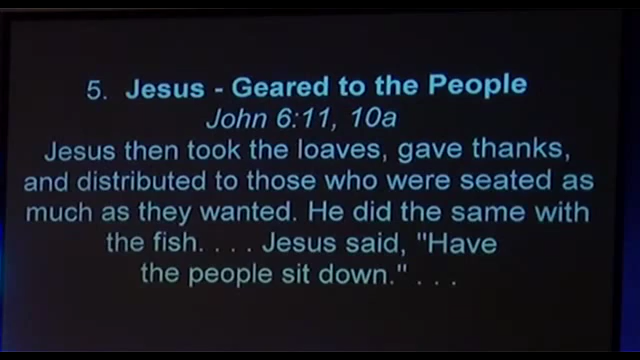 5. Jesus - Geared to the People
John 6:11, 10a
Jesus then took the loaves, gave thanks,
and distributed to those who were seated as
much as they wanted. He did the same with
the fish. . . . Jesus said, "Have
the people sit down." . . .